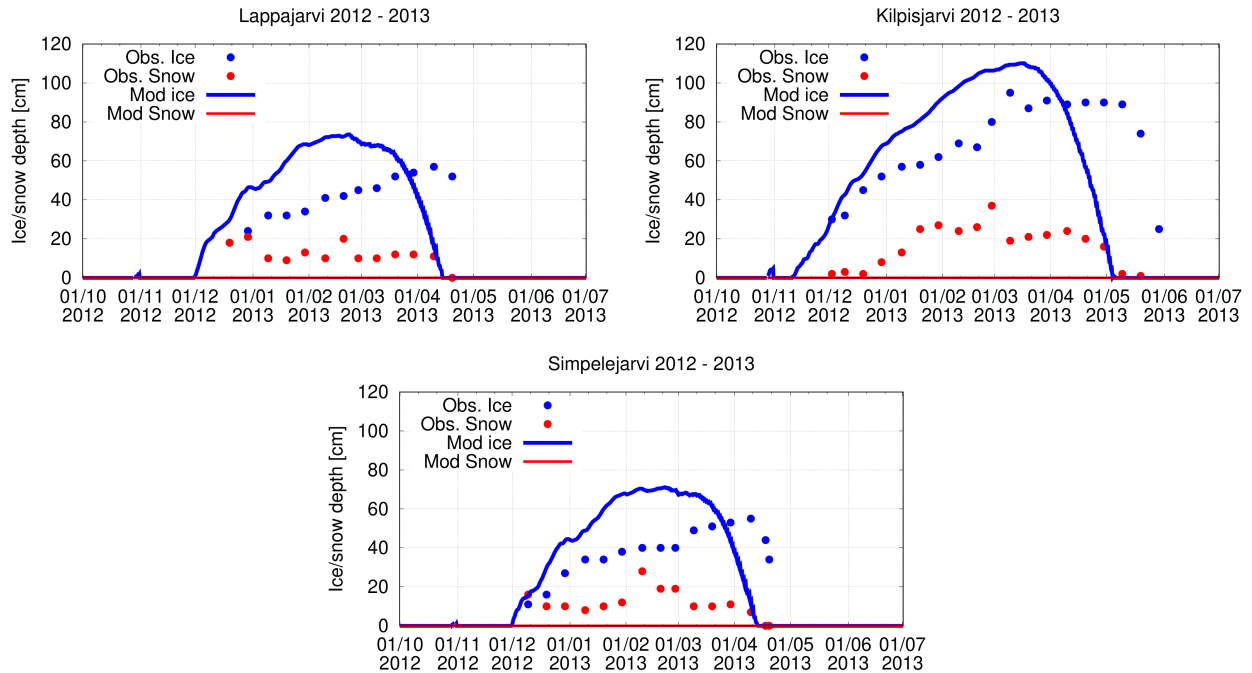 Lappajarvi 2012 - 2013
Ice/snow depth [cm]
120
100
80
60
40
20
0
Obs. Ice
Obs. Snow
Mod ice
Mod Snow
01/10 01/11 01/12 01/01 01/02 01/03 01/04 01/05 01/06 01/07
2012 2012 2012 2013 2013 2013 2013 2013 2013 2013
Kilpisjarvi 2012 - 2013
Ice/snow depth [cm]
120
100
80
60
40
20
0
Obs. Ice
Obs. Snow
Mod ice
Mod Snow
01/10 01/11 01/12 01/01 01/02 01/03 01/04 01/05 01/06 01/07
2012 2012 2012 2013 2013 2013 2013 2013 2013 2013
Simpelejarvi 2012 - 2013
Ice/snow depth [cm]
120
100
80
60
40
20
0
Obs. Ice
Obs. Snow
Mod ice
Mod Snow
01/10 01/11 01/12 01/01 01/02 01/03 01/04 01/05 01/06 01/07
2012 2012 2012 2013 2013 2013 2013 2013 2013 2013